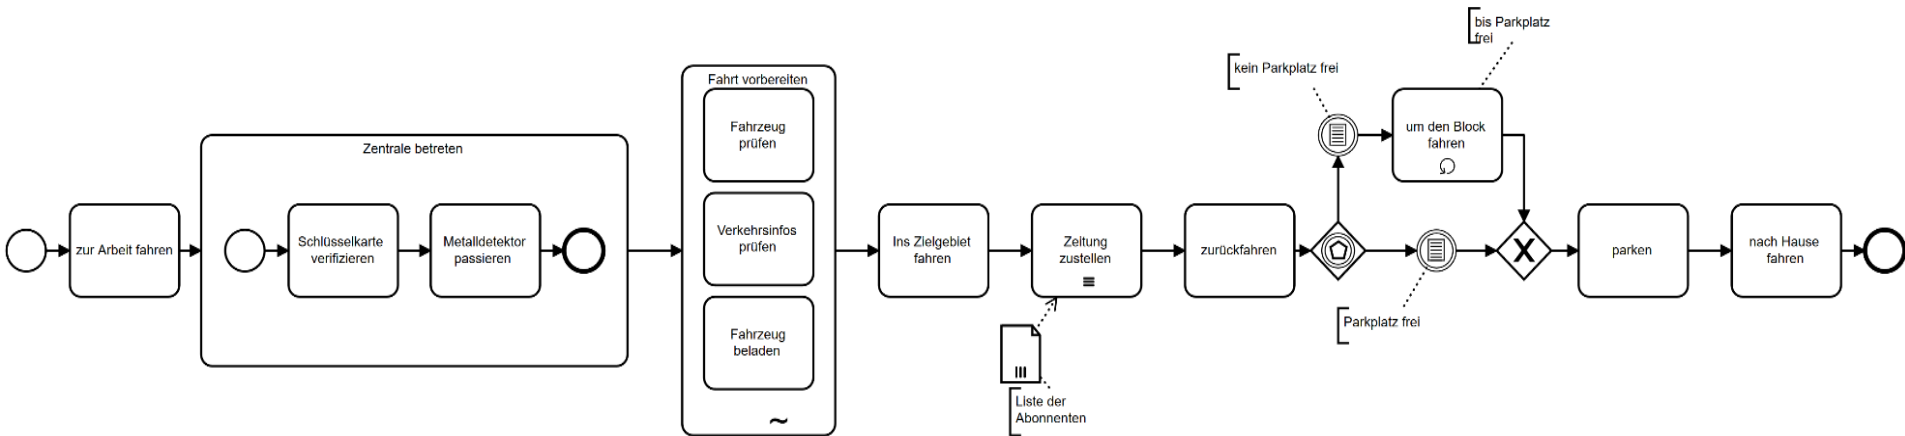 zur Arbeit fahren
Zentrale betreten
Schlüsselkarte
verifizieren
Metalldetektor
passieren
Fahrt vorbereiten
Fahrzeug
prüfen
Verkehrsinfos
prüfen
Fahrzeug
beladen
Ins Zielgebiet
fahren
Zeitung
zustellen
Liste der
Abonnenten
zurückfahren
kein Parkplatz frei
bis Parkplatz
frei
um den Block
fahren
Parkplatz frei
parken
nach Hause
fahren